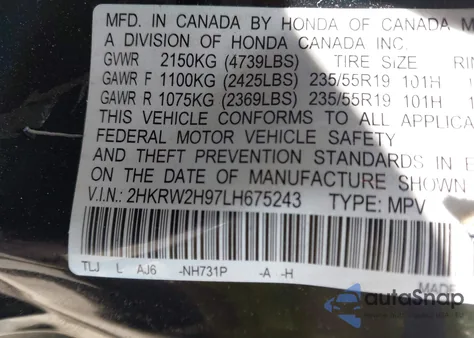 MFD. IN CANADA BY HONDA OF CANADA M
A DIVISION OF HONDA CANADA INC.
GVWR 2150KG (4739LBS) TIRE SIZE RIN
GAWR F 1100KG (2425LBS) 235/55R19 101H 1
GAWR R 1075KG (2369LBS) 235/55R19 101H
THIS VEHICLE CONFORMS TO ALL APPLICA
FEDERAL MOTOR VEHICLE SAFETY
AND THEFT PREVENTION STANDARDS IN E
ON THE DATE OF MANUFACTURE SHOWN
V.I.N.: 2HKRW2H97LH675243 TYPE: MPV
TLJ L AJ6 -NH731P -A -H
MADE
autoSnap